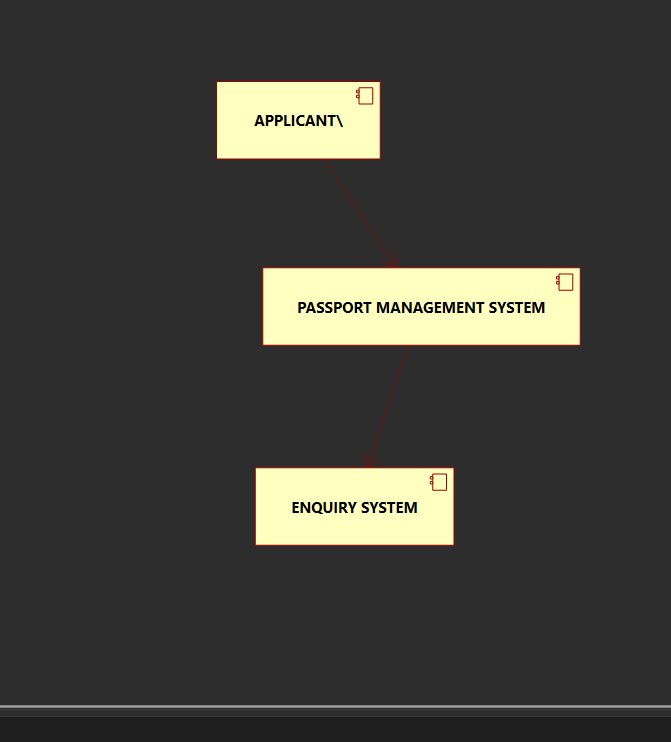 APPLICANT\
PASSPORT MANAGEMENT SYSTEM
ENQUIRY SYSTEM